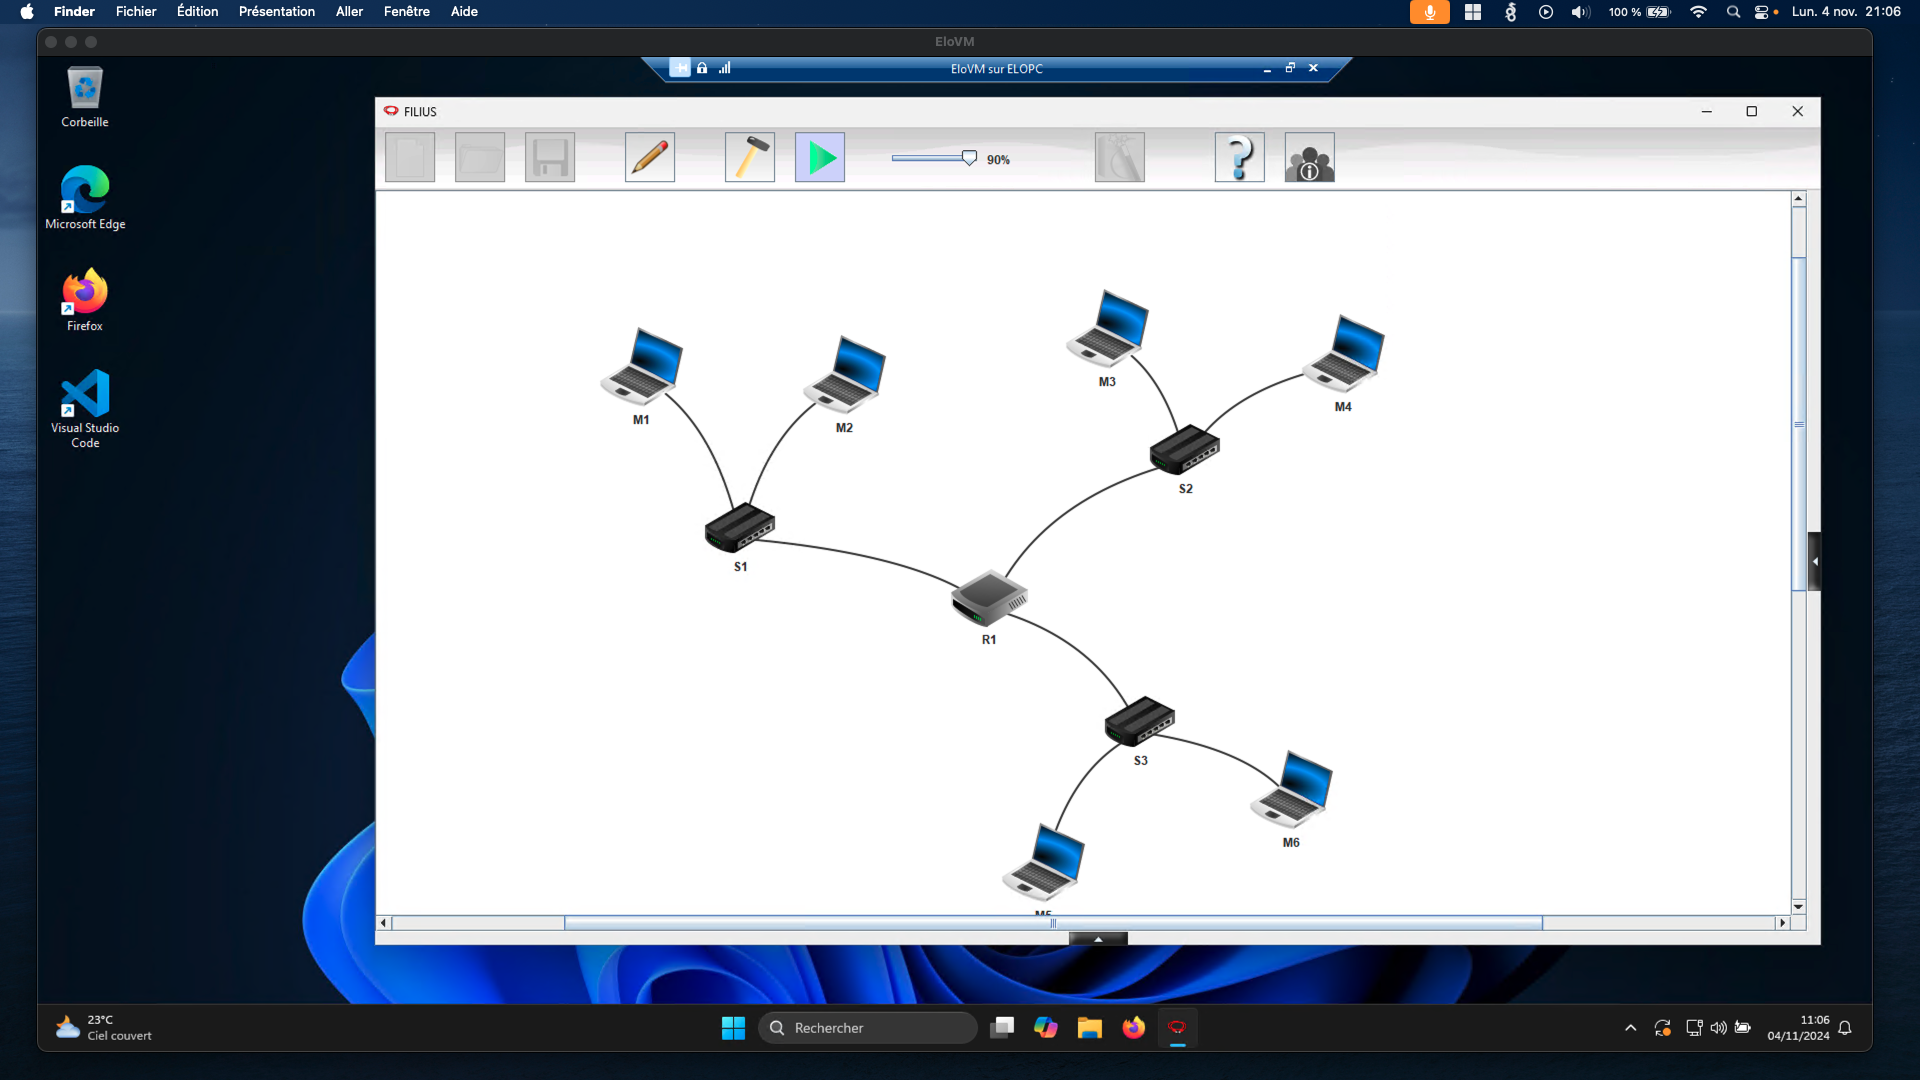 Finder Fichier Édition Présentation Aller Fenêtre Aide 100 % Lun. 4 nov. 21:06
EloVM
EloVM sur ELOPC
Corbeille
Microsoft Edge
Firefox
Visual Studio
Code
FILIUS
90%
M1
M2
M3
M4
S1
S2
R1
S3
M6
M5
23°C
Ciel couvert
Rechercher
11:06
04/11/2024